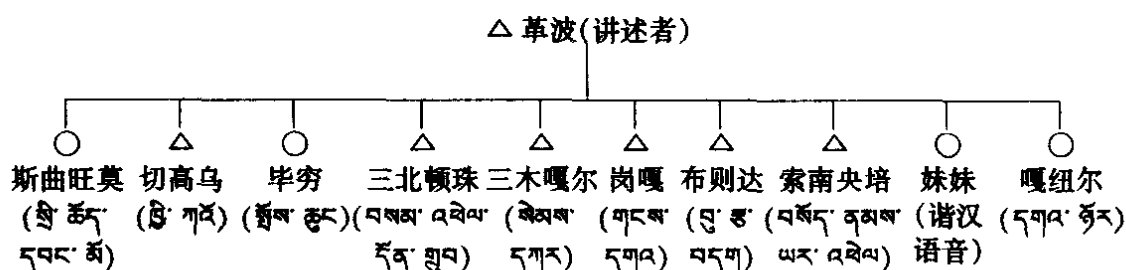 革波(讲述者)
斯曲旺莫 切高乌 毕穷 三北顿珠 三木嘎尔 岗嘎 布则达 索南央培 妹妹 嘎纽尔
(སྲི་ཚོད་ (ཁྱི་ཀའོ) (སྤོས་ཆུང) (བསམ་འཕེལ་ (སེམས་ (གངས་ (བུ་རྩ་ (བསོད་ནམས་ (谐汉 (དགའ་ཉོར)
དབང་མོ) དོན་གྲུབ) དཀར) དགའ) བདག) ཡར་འཕེལ) 语音)